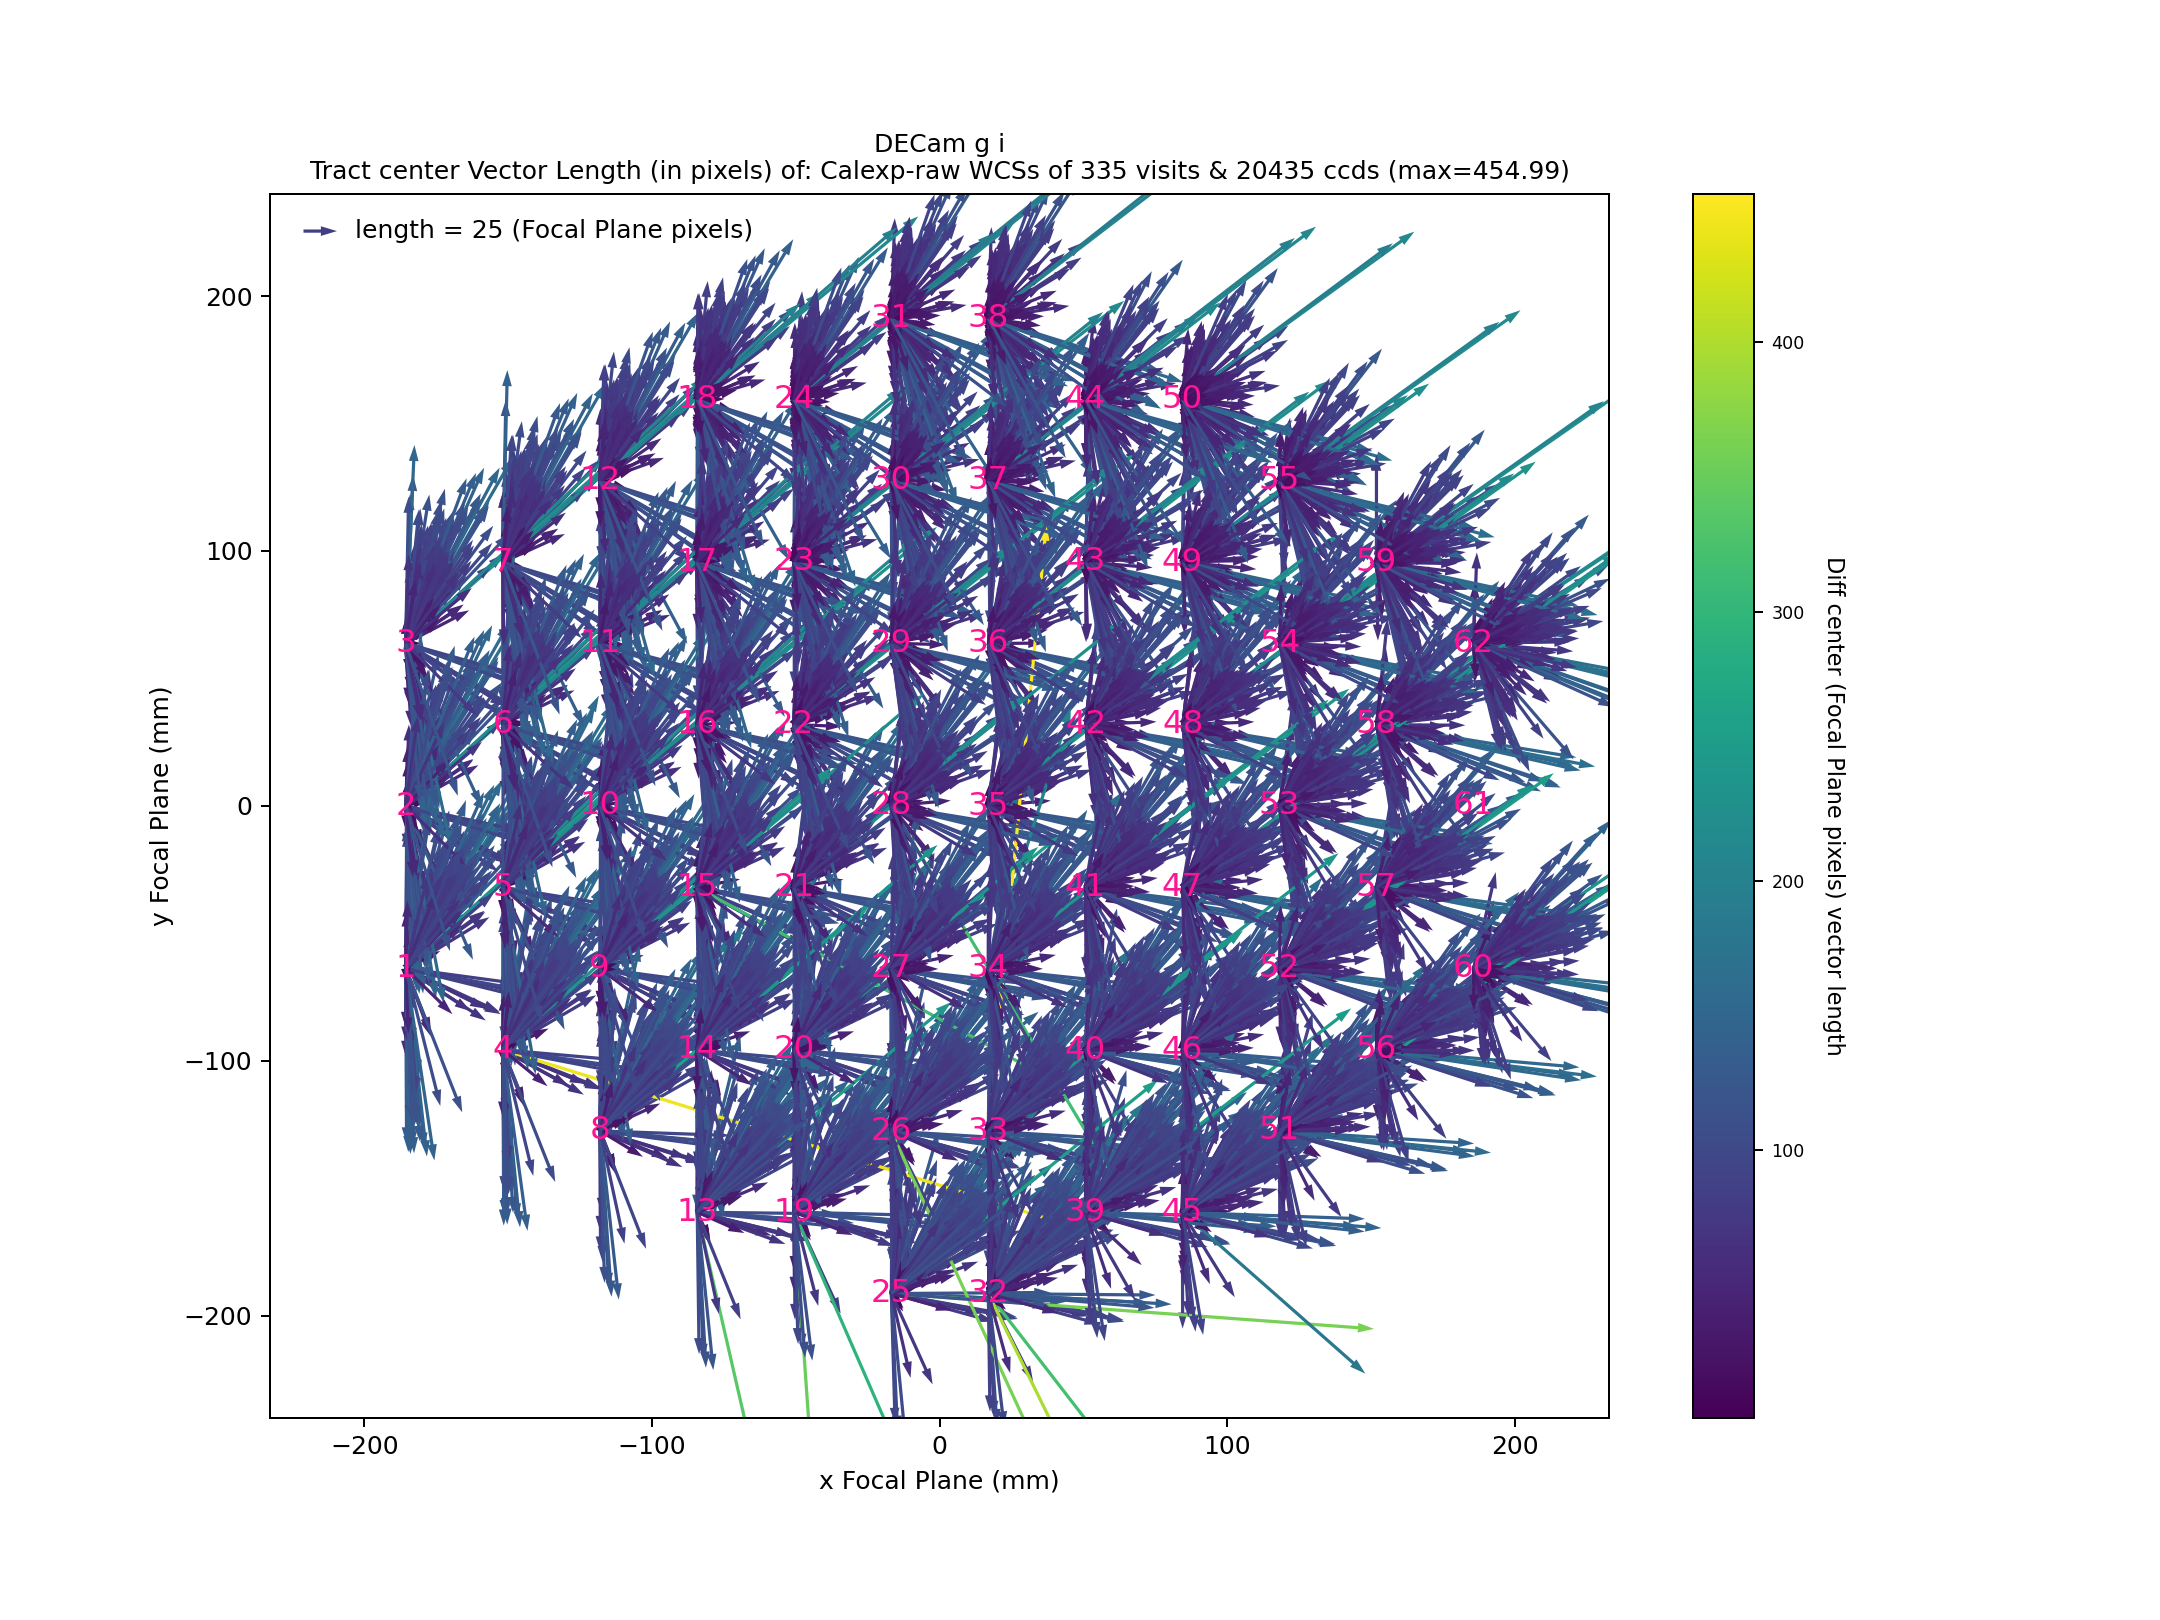 DECam g i
Tract center Vector Length (in pixels) of: Calexp-raw WCSs of 335 visits & 20435 ccds (max=454.99)
length = 25 (Focal Plane pixels)
31 38
18 24 44 50
12 30 37 55
7 17 23 43 49 59
3 11 29 36 54 62
6 16 22 42 48 58
2 10 28 35 53 61
5 15 21 41 47 57
1 9 27 34 52 60
4 14 20 40 46 56
8 26 33 51
13 19 39 45
25 32
200
100
0
−100
−200
y Focal Plane (mm)
−200 −100 0 100 200
x Focal Plane (mm)
400
300
200
100
Diff center (Focal Plane pixels) vector length